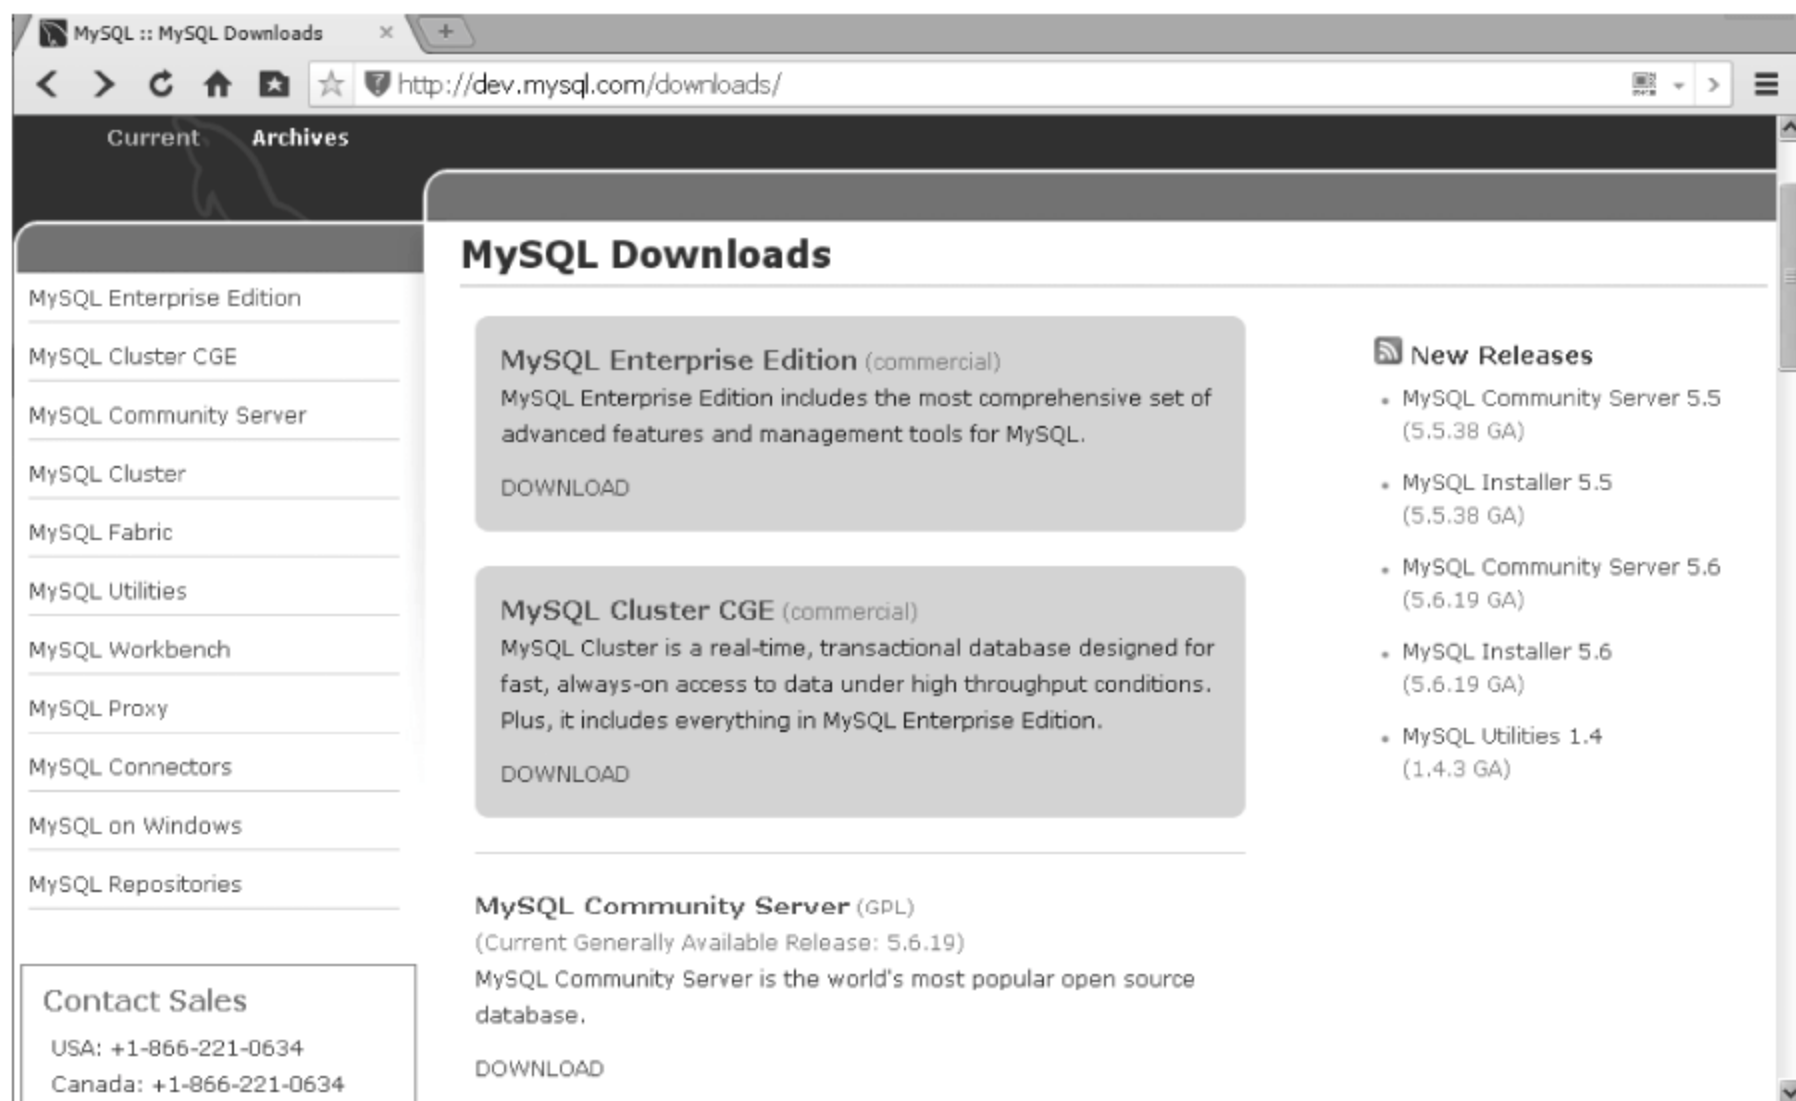 MySQL :: MySQL Downloads
http://dev.mysql.com/downloads/
Current Archives
MySQL Enterprise Edition
MySQL Cluster CGE
MySQL Community Server
MySQL Cluster
MySQL Fabric
MySQL Utilities
MySQL Workbench
MySQL Proxy
MySQL Connectors
MySQL on Windows
MySQL Repositories
Contact Sales
USA: +1-866-221-0634
Canada: +1-866-221-0634
MySQL Downloads
MySQL Enterprise Edition (commercial)
MySQL Enterprise Edition includes the most comprehensive set of
advanced features and management tools for MySQL.
DOWNLOAD
MySQL Cluster CGE (commercial)
MySQL Cluster is a real-time, transactional database designed for
fast, always-on access to data under high throughput conditions.
Plus, it includes everything in MySQL Enterprise Edition.
DOWNLOAD
MySQL Community Server (GPL)
(Current Generally Available Release: 5.6.19)
MySQL Community Server is the world's most popular open source
database.
DOWNLOAD
New Releases
MySQL Community Server 5.5
(5.5.38 GA)
MySQL Installer 5.5
(5.5.38 GA)
MySQL Community Server 5.6
(5.6.19 GA)
MySQL Installer 5.6
(5.6.19 GA)
MySQL Utilities 1.4
(1.4.3 GA)